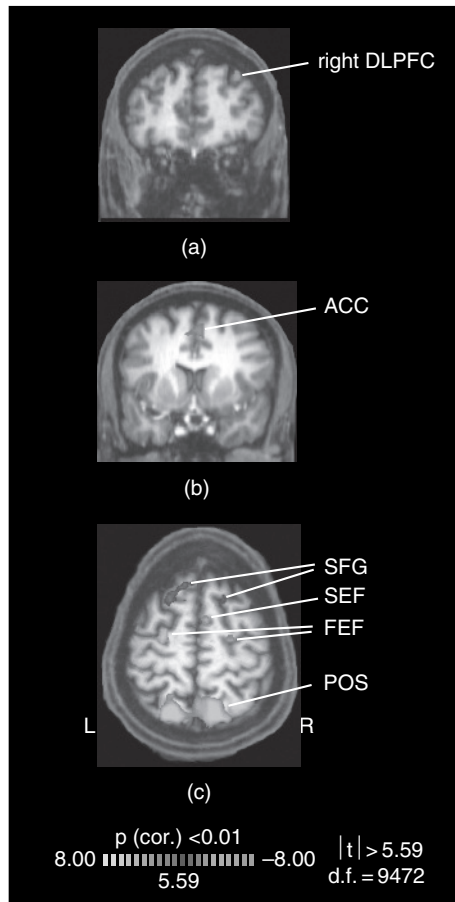 right DLPFC
(a)
ACC
(b)
SFG
SEF
FEF
POS
L
R
(c)
p (cor.) <0.01
8.00
–8.00
5.59
|t| > 5.59
d.f. = 9472